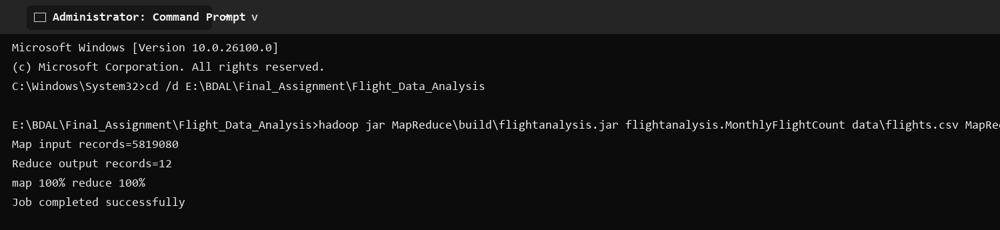 Administrator: Command Prompt v
Microsoft Windows [Version 10.0.26100.0]
(c) Microsoft Corporation. All rights reserved.
C:\Windows\System32>cd /d E:\BDAL\Final_Assignment\Flight_Data_Analysis
E:\BDAL\Final_Assignment\Flight_Data_Analysis>hadoop jar MapReduce\build\flightanalysis.jar flightanalysis.MonthlyFlightCount data\flights.csv MapRe
Map input records=5819080
Reduce output records=12
map 100% reduce 100%
Job completed successfully